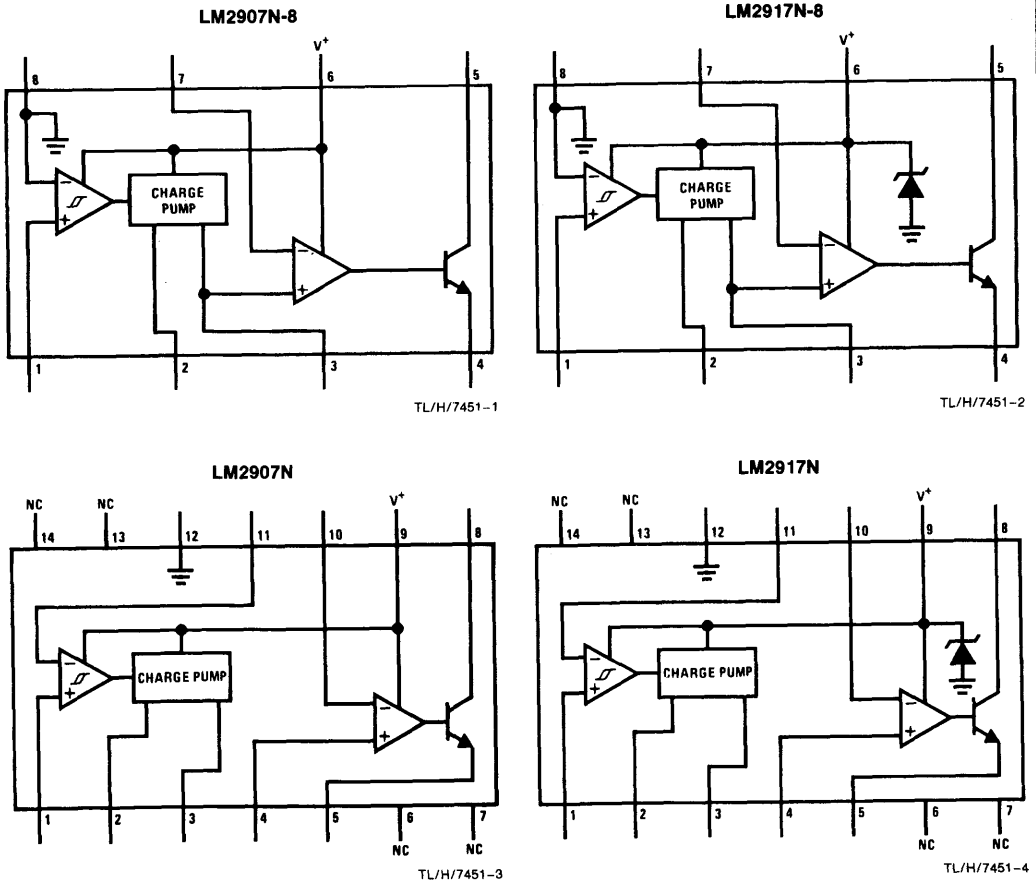 LM2907N-8
V+
8
7
6
5
−
+
CHARGE
PUMP
−
+
1
2
3
4
TL/H/7451–1
LM2917N-8
V+
8
7
6
5
−
+
CHARGE
PUMP
−
+
1
2
3
4
TL/H/7451–2
LM2907N
NC
NC
V+
14
13
12
11
10
9
8
−
+
CHARGE PUMP
−
+
1
2
3
4
5
6
7
NC
NC
TL/H/7451–3
LM2917N
NC
NC
V+
14
13
12
11
10
9
8
−
+
CHARGE PUMP
−
+
1
2
3
4
5
6
7
NC
NC
TL/H/7451–4